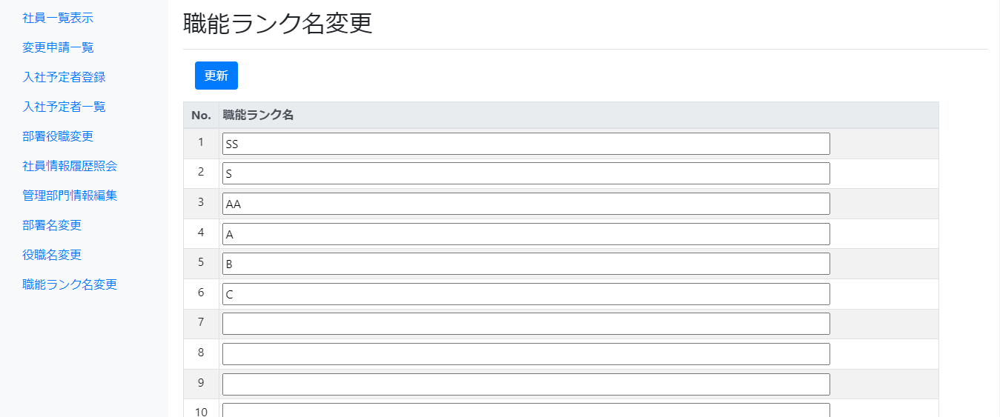 社員一覧表示
変更申請一覧
入社予定者登録
入社予定者一覧
部署役職変更
社員情報履歴照会
管理部門情報編集
部署名変更
役職名変更
職能ランク名変更
職能ランク名変更
更新
No. 職能ランク名
1 SS
2 S
3 AA
4 A
5 B
6 C
7
8
9
10